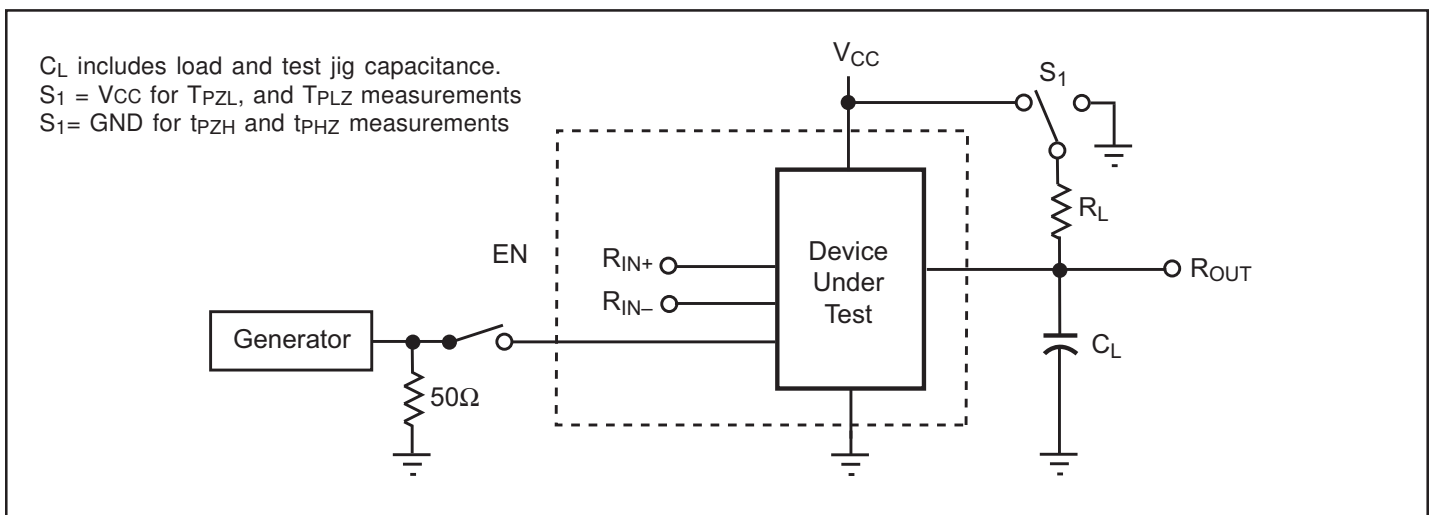 CL includes load and test jig capacitance.
S1 = VCC for TPZL, and TPLZ measurements
S1= GND for tPZH and tPHZ measurements
VCC
S1
RL
EN
RIN+
RIN–
Device
Under
Test
ROUT
Generator
50Ω
CL